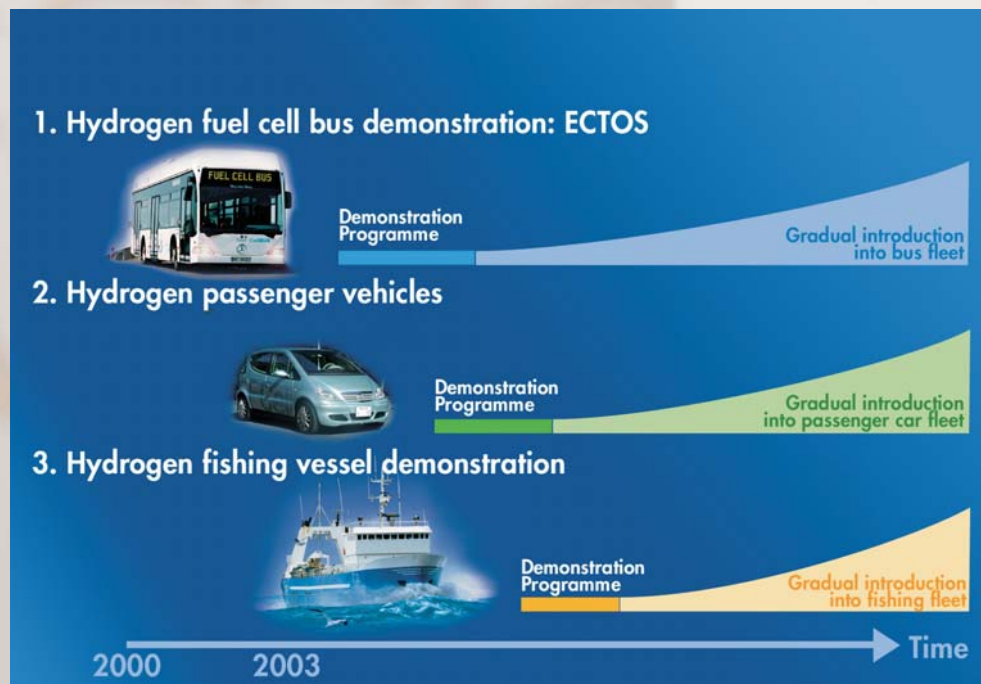 1. Hydrogen fuel cell bus demonstration: ECTOS
FUEL CELL BUS
Demonstration
Programme
Gradual introduction
into bus fleet
2. Hydrogen passenger vehicles
Demonstration
Programme
Gradual introduction
into passenger car fleet
3. Hydrogen fishing vessel demonstration
Demonstration
Programme
Gradual introduction
into fishing fleet
2000
2003
Time